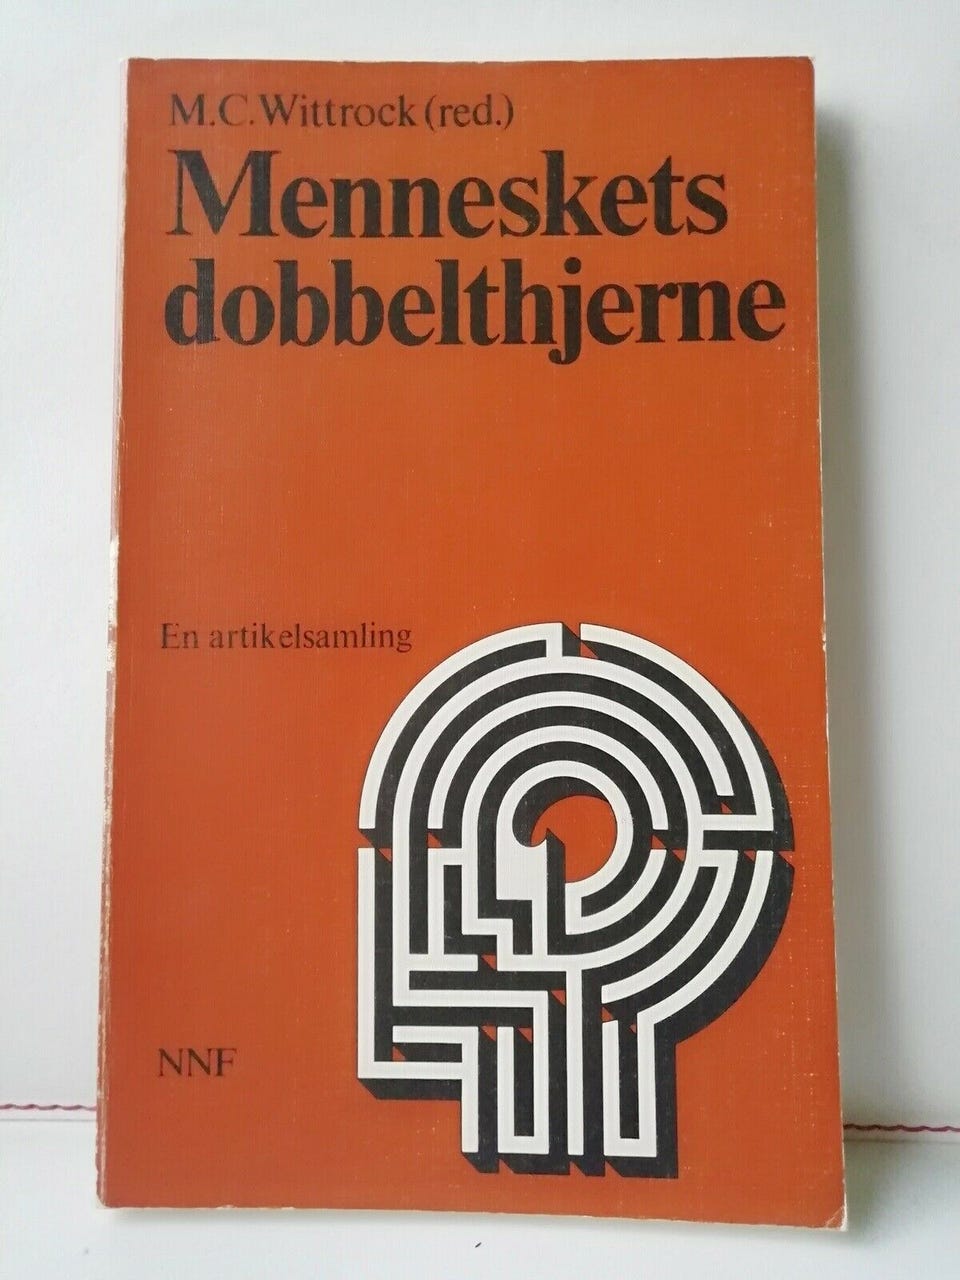 M.C.Wittrock (red.)
Menneskets
dobbelthjerne
En artikelsamling
NNF